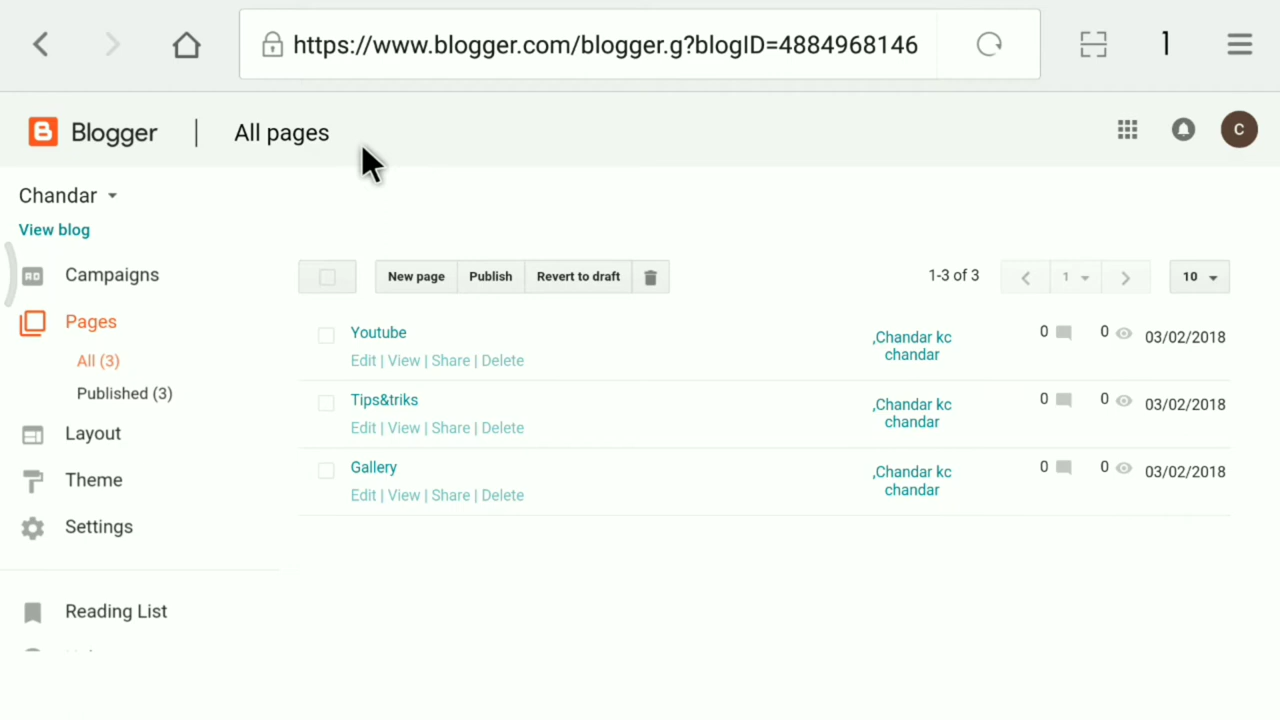 https://www.blogger.com/blogger.g?blogID=4884968146
1
Blogger
All pages
C
Chandar
View blog
AD Campaigns
Pages
All (3)
Published (3)
Layout
Theme
Settings
Reading List
New page Publish Revert to draft
1-3 of 3
1
10
Youtube
Edit | View | Share | Delete
,Chandar kc
chandar
0 0 03/02/2018
Tips&triks
Edit | View | Share | Delete
,Chandar kc
chandar
0 0 03/02/2018
Gallery
Edit | View | Share | Delete
,Chandar kc
chandar
0 0 03/02/2018